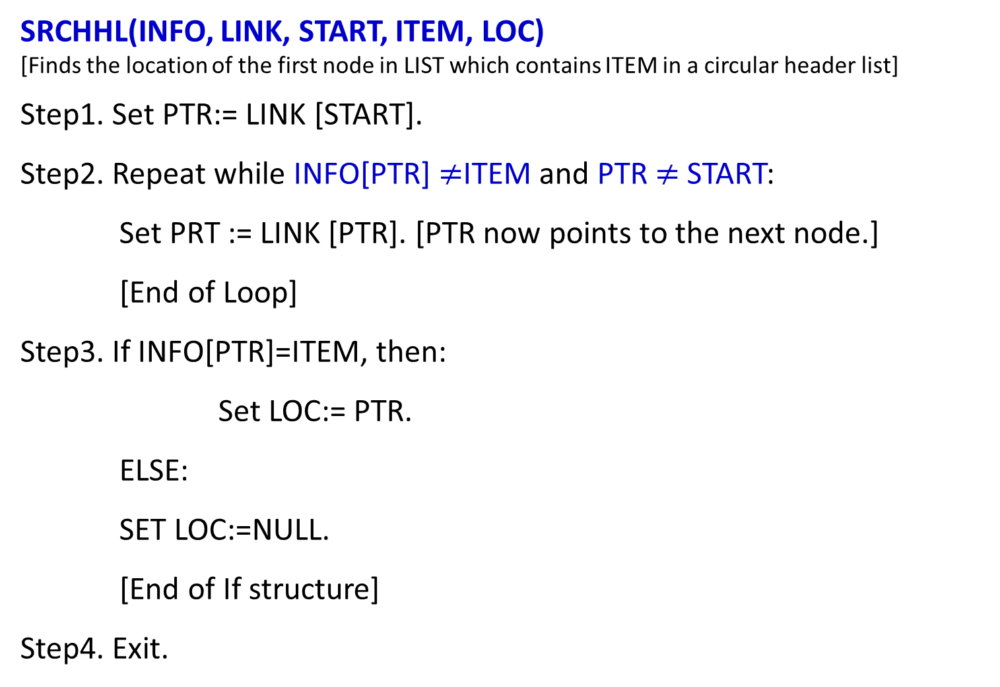 SRCHHL(INFO, LINK, START, ITEM, LOC)
[Finds the location of the first node in LIST which contains ITEM in a circular header list]
Step1. Set PTR:= LINK [START].
Step2. Repeat while INFO[PTR] ≠ITEM and PTR ≠ START:
Set PRT := LINK [PTR]. [PTR now points to the next node.]
[End of Loop]
Step3. If INFO[PTR]=ITEM, then:
Set LOC:= PTR.
ELSE:
SET LOC:=NULL.
[End of If structure]
Step4. Exit.